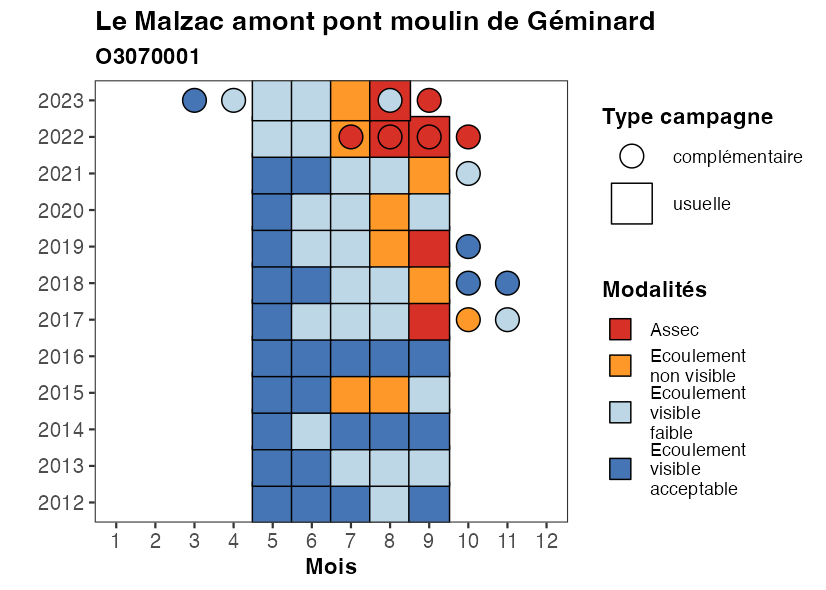 Le Malzac amont pont moulin de Géminard
O3070001
2023
2022
2021
2020
2019
2018
2017
2016
2015
2014
2013
2012
1 2 3 4 5 6 7 8 9 10 11 12
Mois
Type campagne
complémentaire
usuelle
Modalités
Assec
Ecoulement
non visible
Ecoulement
visible
faible
Ecoulement
visible
acceptable